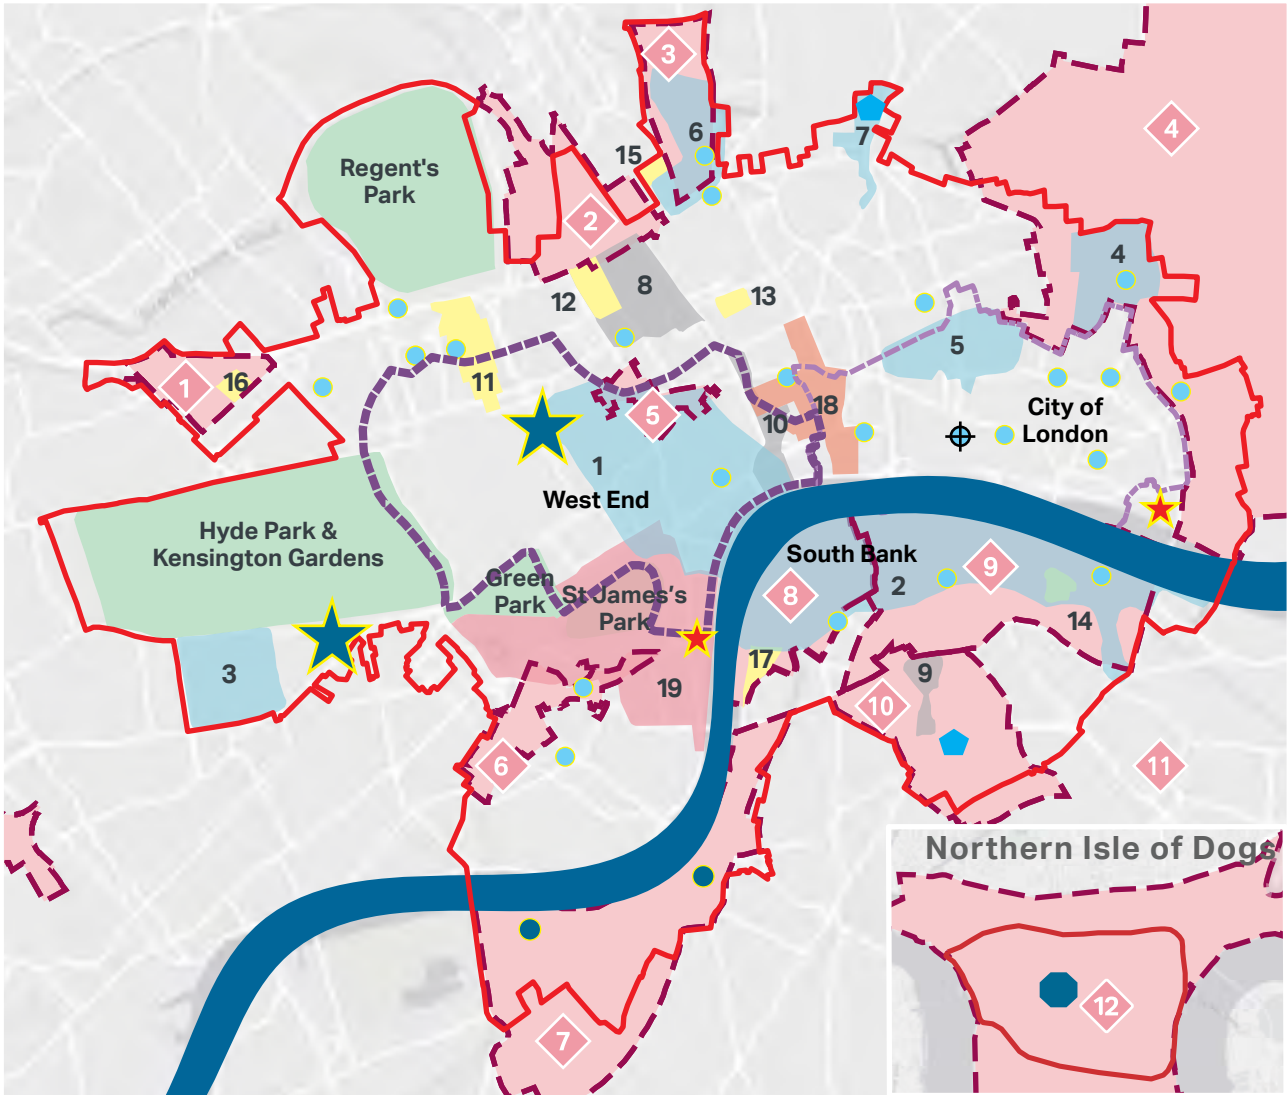 3
4
6
7
15
Regent's
Park
2
4
8
12
13
5
1
16
11
5
18
City of
London
10
1
West End
Hyde Park &
Kensington Gardens
South Bank
9
Green
Park
St James's
Park
8
2
14
17
3
19
9
10
6
11
Northern Isle of Dogs
12
7